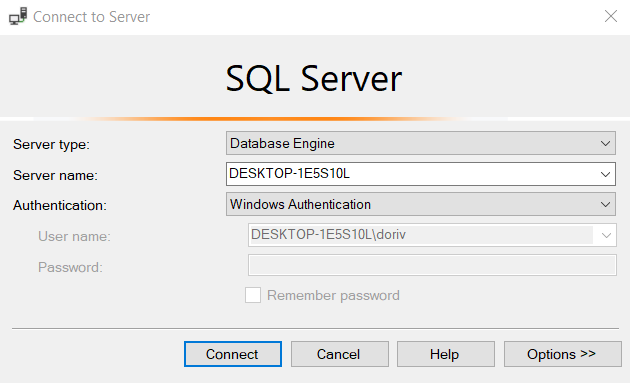 Connect to Server
SQL Server
Server type: Database Engine
Server name: DESKTOP-1E5S10L
Authentication: Windows Authentication
User name: DESKTOP-1E5S10L\doriv
Password:
Remember password
Connect Cancel Help Options >>